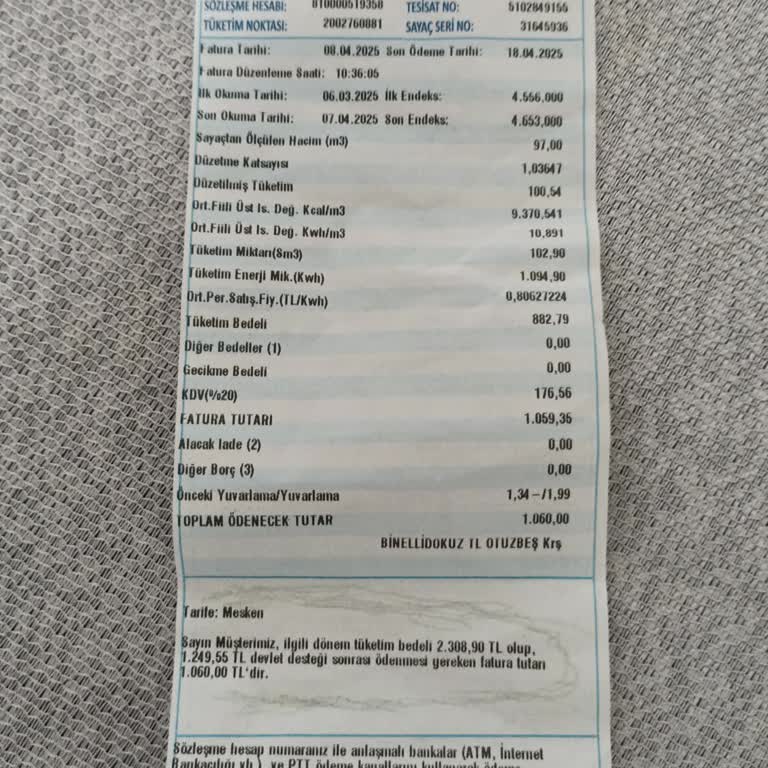 SÖZLEŞME HESABI: 810000519358 TESİSAT NO: 5102849155
TÜKETİM NOKTASI: 2002760881 SAYAÇ SERİ NO: 31645936
Fatura Tarihi: 08.04.2025 Son Ödeme Tarihi: 18.04.2025
Fatura Düzenleme Saati: 10:36:05
İlk Okuma Tarihi: 06.03.2025 İlk Endeks: 4.556,000
Son Okuma Tarihi: 07.04.2025 Son Endeks: 4.653,000
Sayaçtan Ölçülen Hacim (m3) 97,00
Düzetme Katsayısı 1,03647
Düzetilmiş Tüketim 100,54
Ort.Fiili Üst Is. Değ. Kcal/m3 9.370,541
Ort.Fiili Üst Is. Değ. Kwh/m3 10,891
Tüketim Miktarı(Sm3) 102,90
Tüketim Enerji Mik.(Kwh) 1.094,90
Ort.Per.Satış.Fiy.(TL/Kwh) 0,80627224
Tüketim Bedeli 882,79
Diğer Bedeller (1) 0,00
Gecikme Bedeli 0,00
KDV(%20) 176,56
FATURA TUTARI 1.059,35
Alacak İade (2) 0,00
Diğer Borç (3) 0,00
Önceki Yuvarlama/Yuvarlama 1,34-/1,99
TOPLAM ÖDENECEK TUTAR 1.060,00
BİNELLİDOKUZ TL OTUZBEŞ Krş
Tarife: Mesken
Sayın Müşterimiz, ilgili dönem tüketim bedeli 2.308,90 TL olup,
1.249,55 TL devlet desteği sonrası ödenmesi gereken fatura tutarı
1.060,00 TL'dir.
Sözleşme hesap numaranız ile anlaşmalı bankalar (ATM, İnternet
Bankacılığı vb.), ve PTT ödeme kanallarını kullanarak ödeme